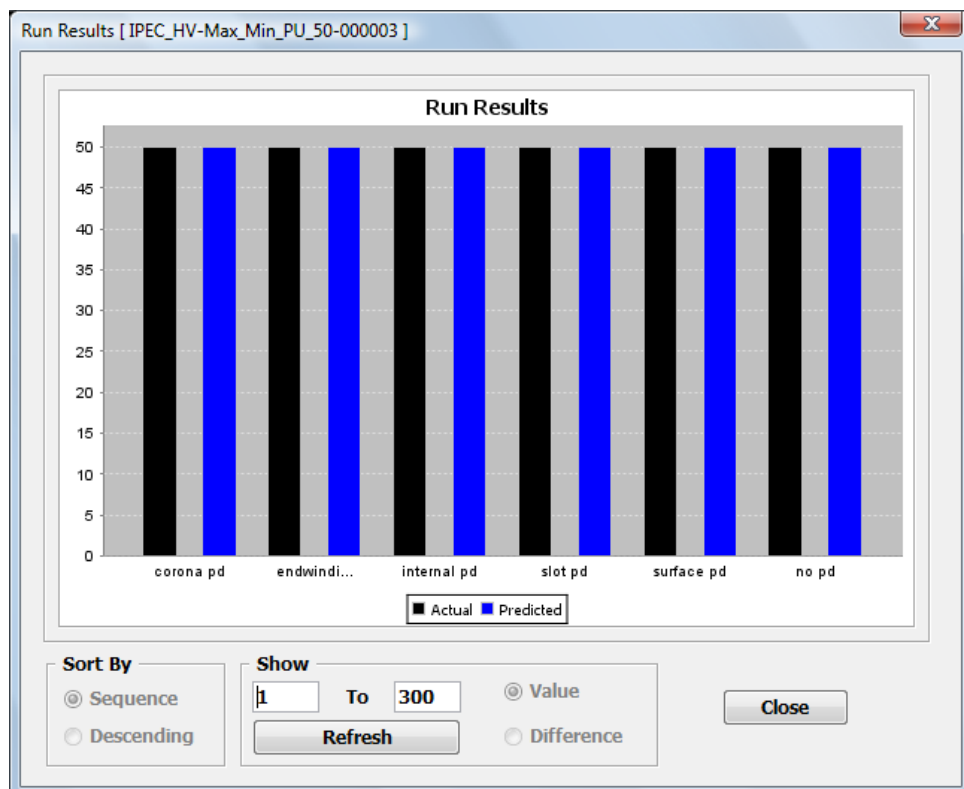 Run Results [ IPEC_HV-Max_Min_PU_50-000003 ]
Run Results
50
45
40
35
30
25
20
15
10
5
0
corona pd endwindi... internal pd slot pd surface pd no pd
Actual Predicted
Sort By
Sequence
Descending
Show
1 To 300
Refresh
Value
Difference
Close